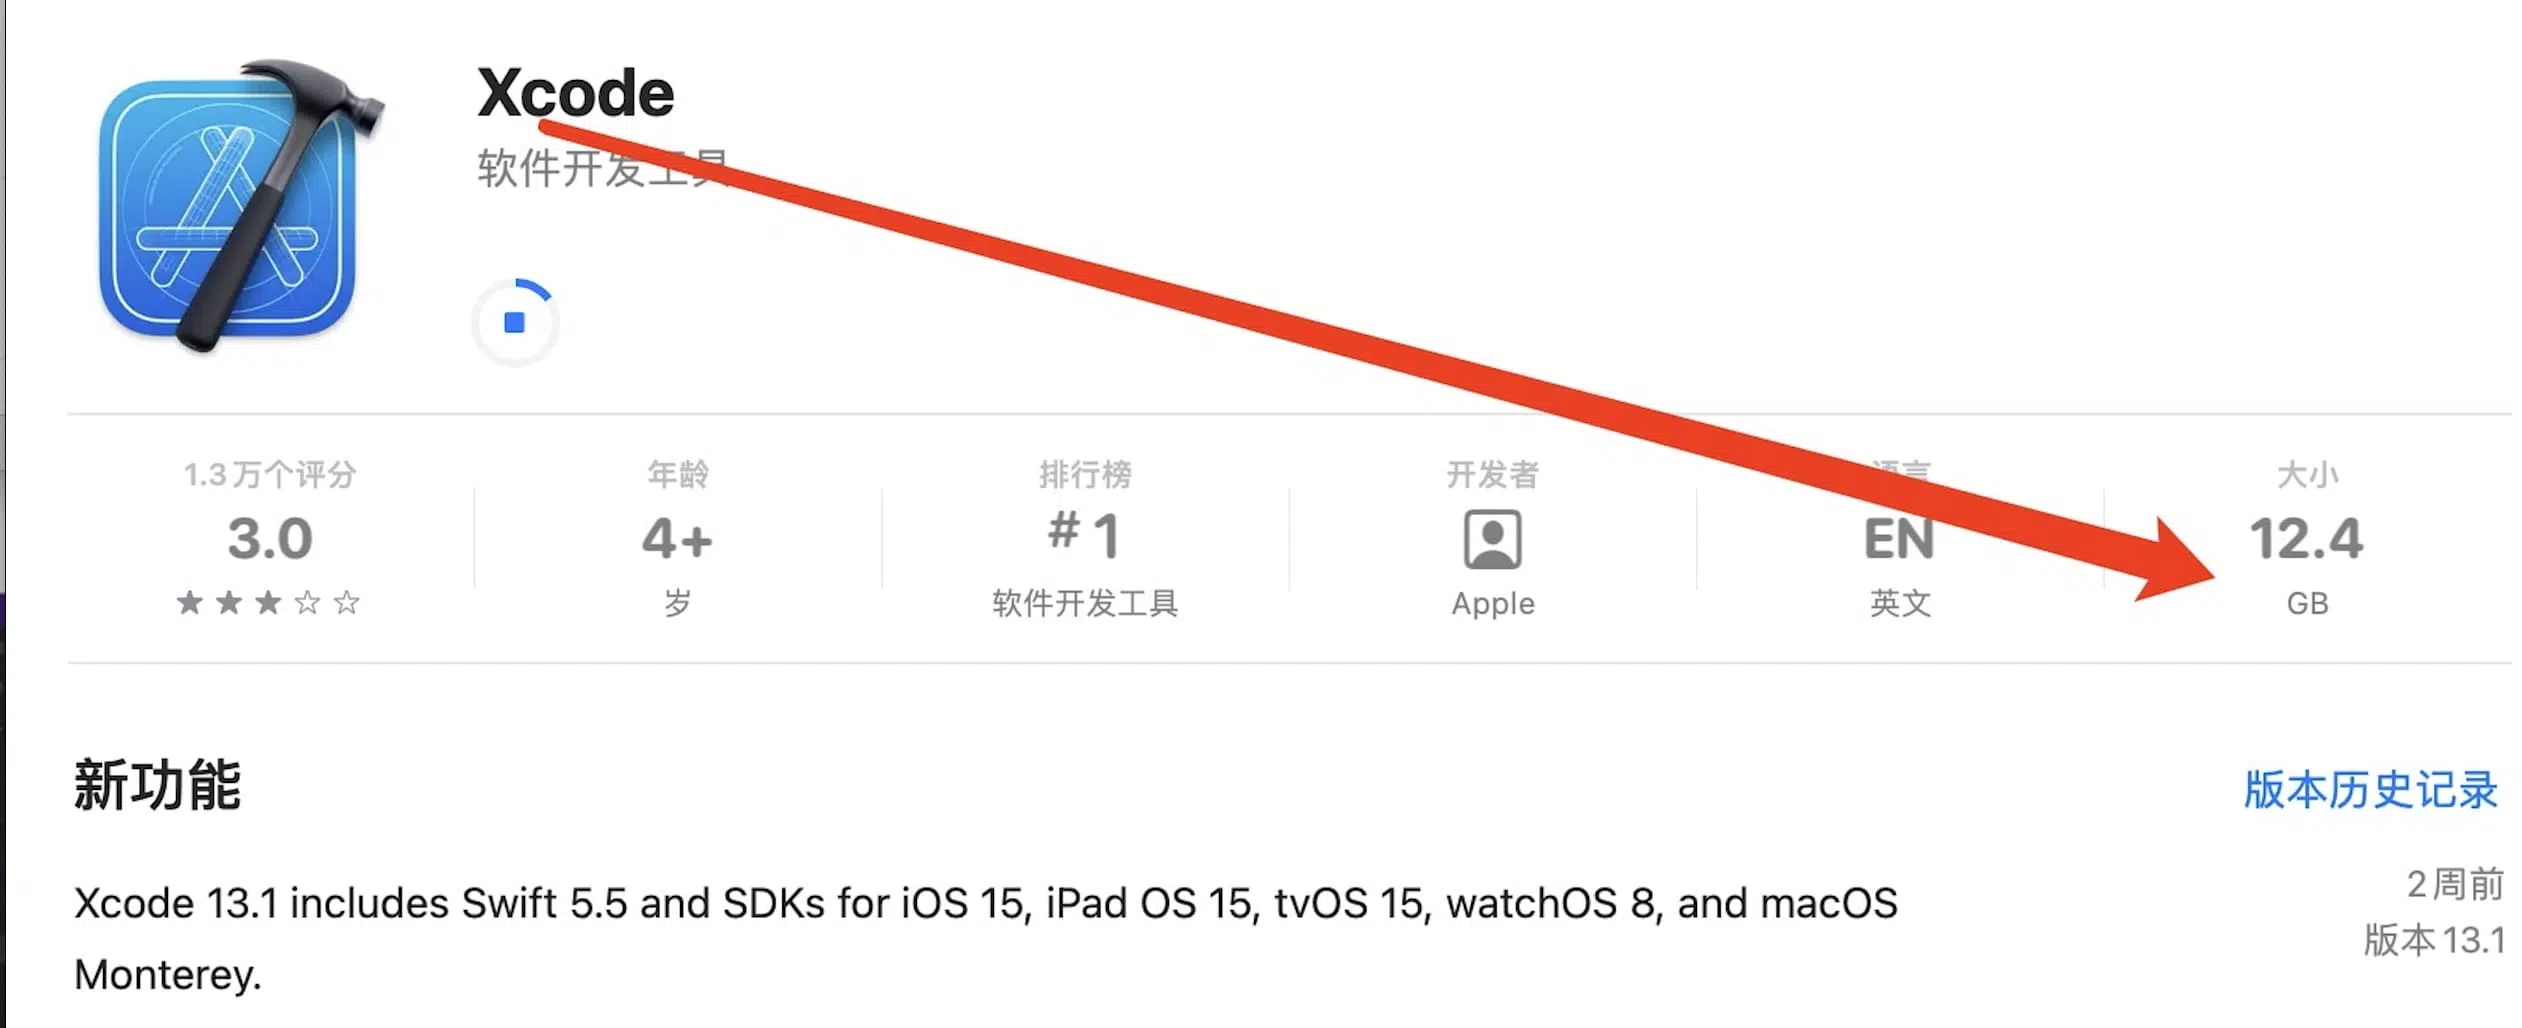 Xcode
软件开发工具
1.3万个评分
3.0
年龄
4+
岁
排行榜
#1
软件开发工具
开发者
Apple
语言
EN
英文
大小
12.4
GB
新功能
版本历史记录
Xcode 13.1 includes Swift 5.5 and SDKs for iOS 15, iPad OS 15, tvOS 15, watchOS 8, and macOS
Monterey.
2周前
版本 13.1